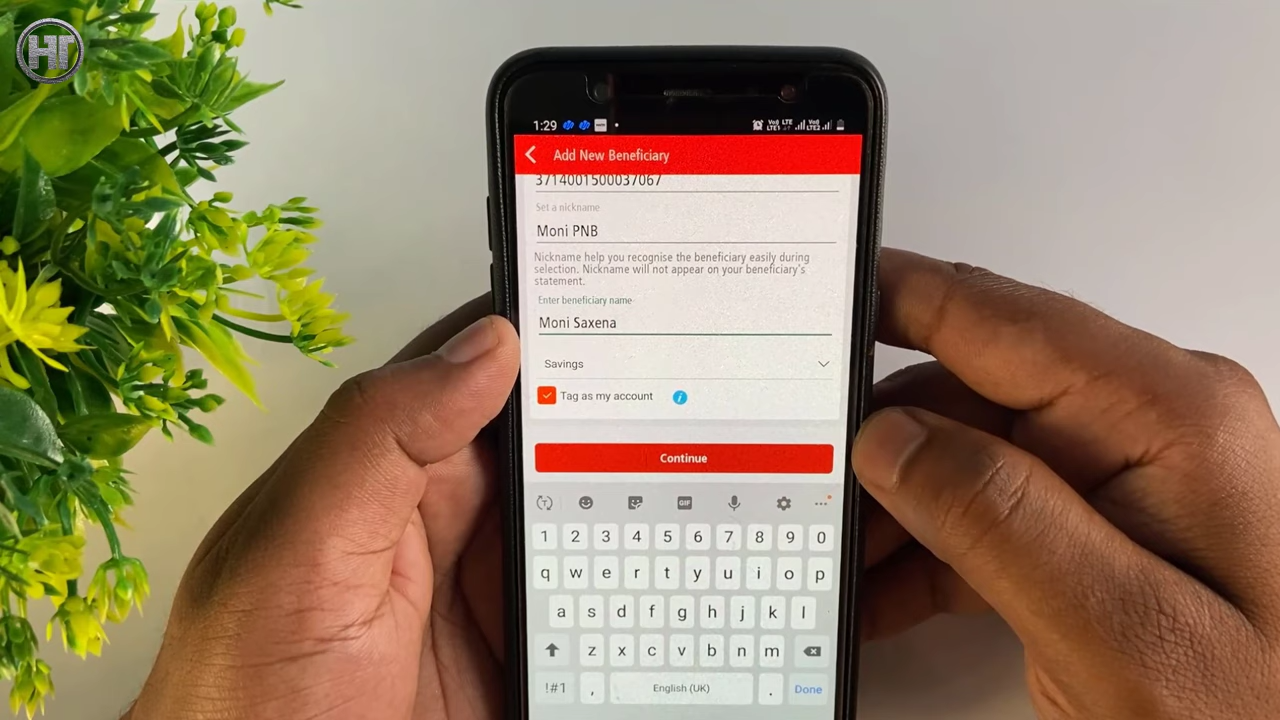 HT
1:29
Add New Beneficiary
3714001500037067
Set a nickname
Moni PNB
Nickname help you recognise the beneficiary easily during
selection. Nickname will not appear on your beneficiary's
statement.
Enter beneficiary name
Moni Saxena
Savings
Tag as my account
Continue
GIF
1 2 3 4 5 6 7 8 9 0
q w e r t y u i o p
a s d f g h j k l
z x c v b n m
!#1 , English (UK) . Done